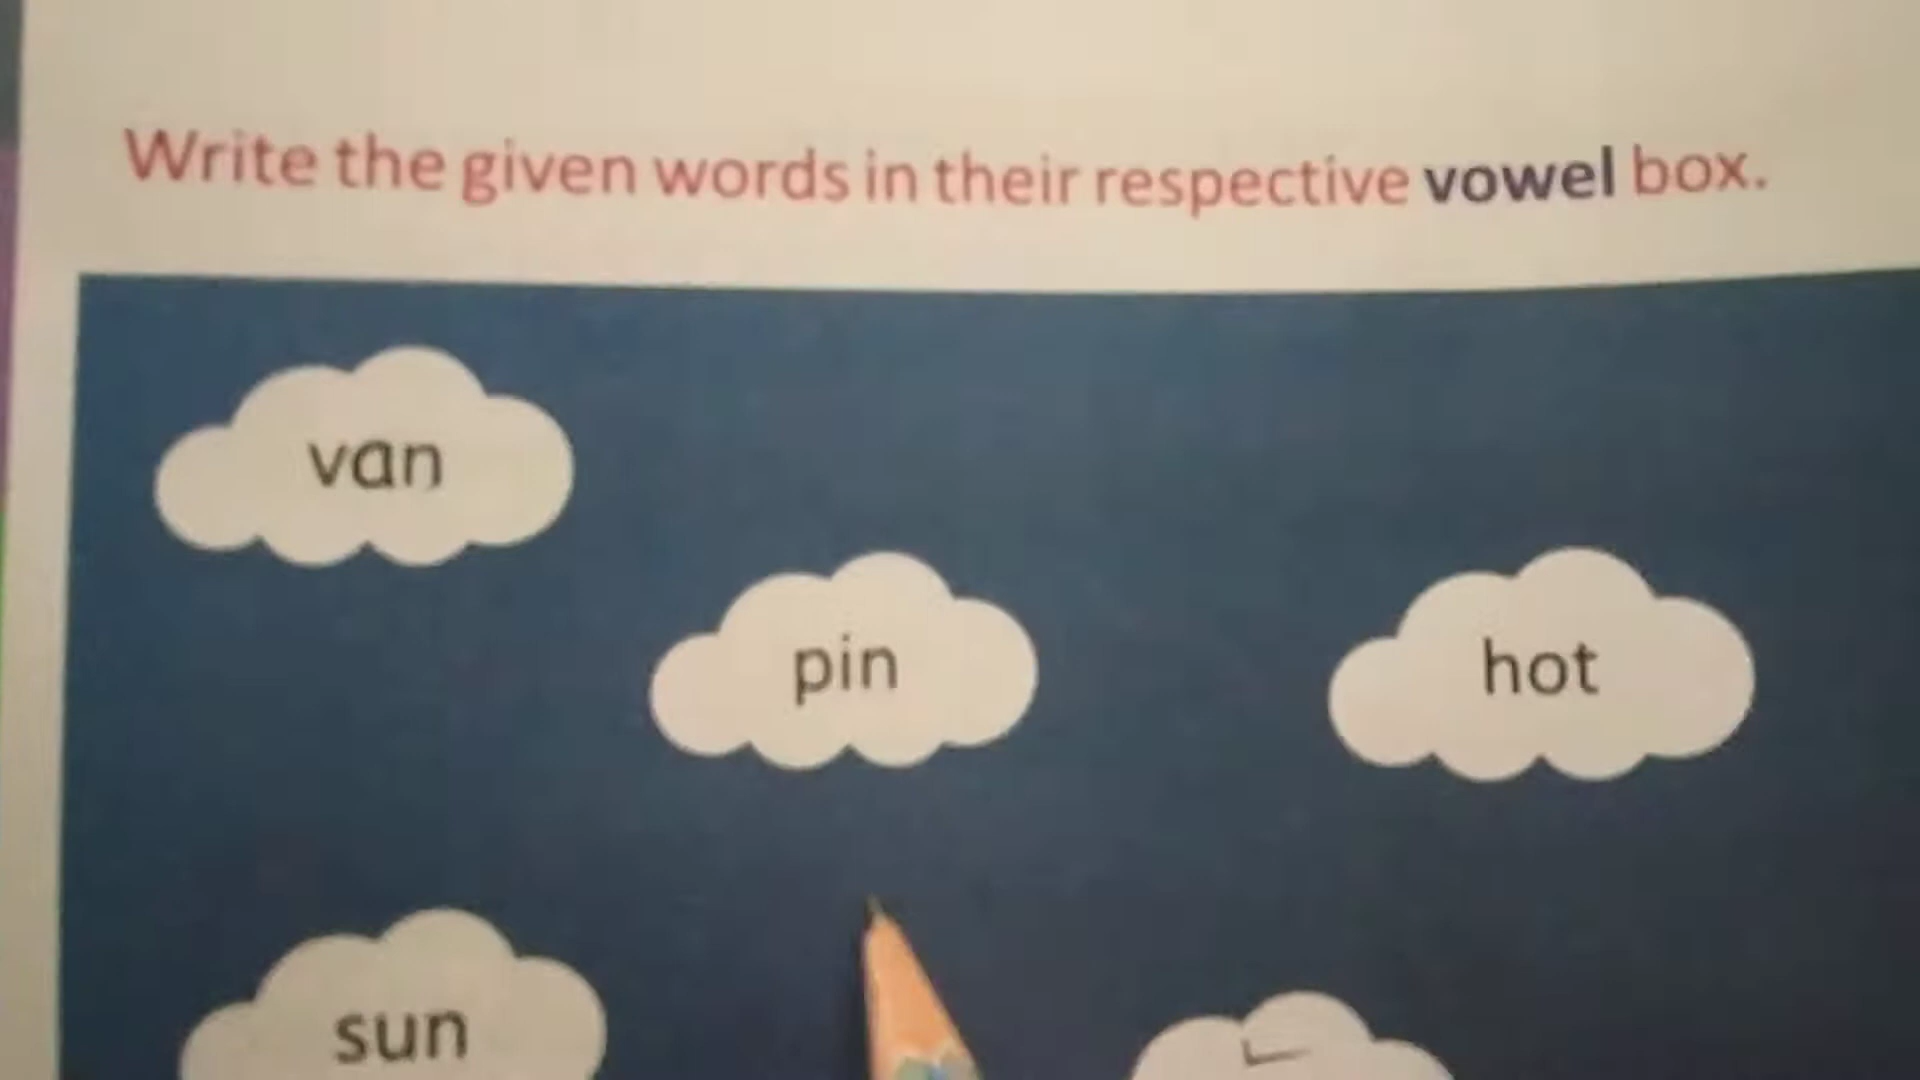 Write the given words in their respective vowel box.
van
pin
hot
sun